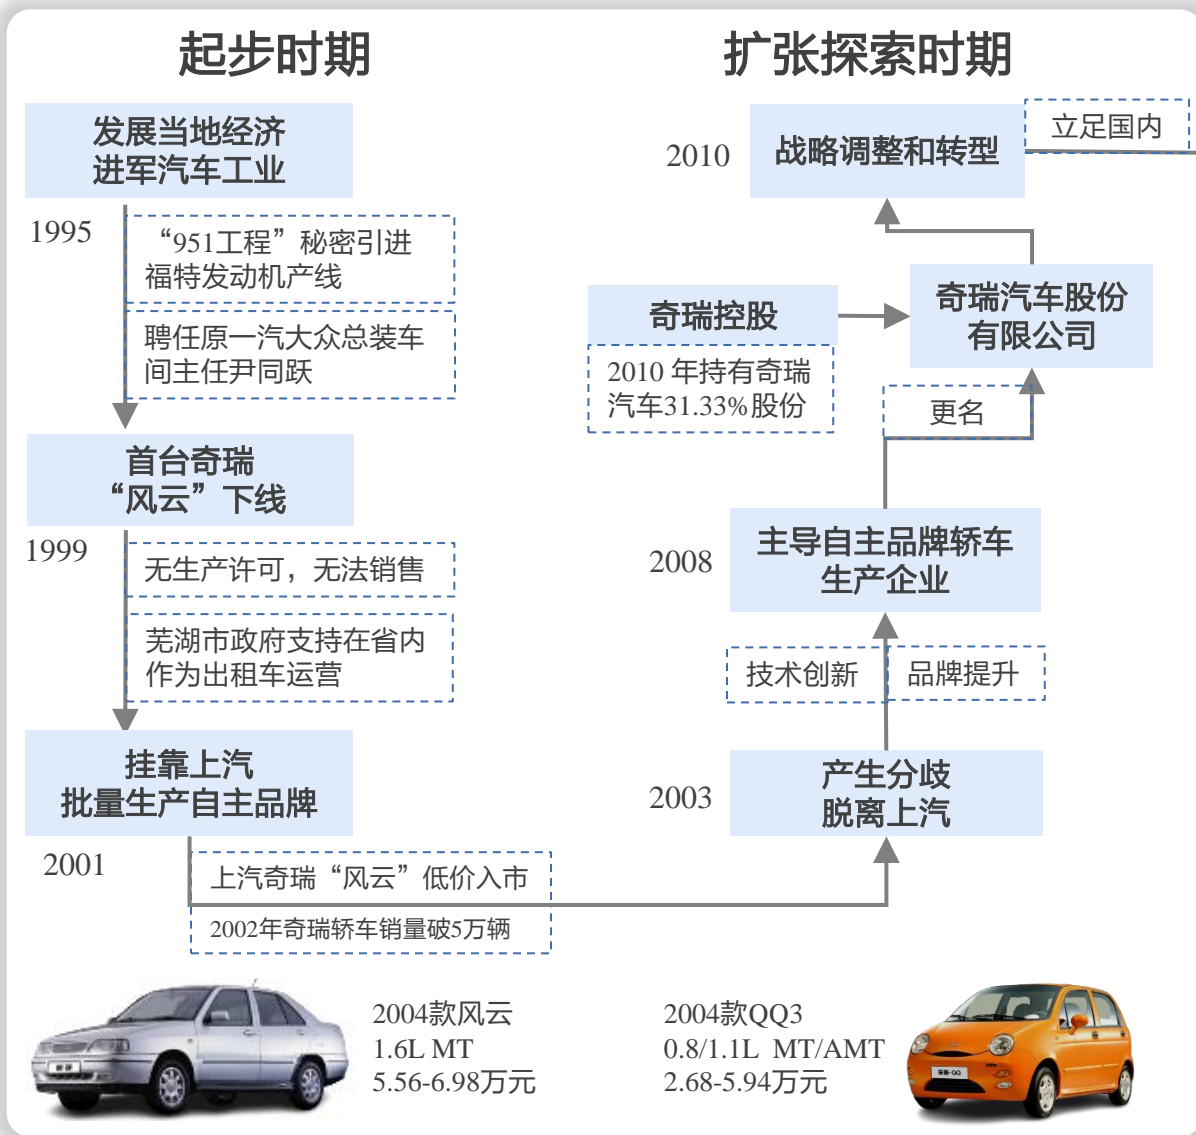 起步时期
发展当地经济
进军汽车工业
1995
“951工程”秘密引进
福特发动机产线
聘任原一汽大众总装车
间主任尹同跃
首台奇瑞
“风云”下线
1999
无生产许可，无法销售
芜湖市政府支持在省内
作为出租车运营
挂靠上汽
批量生产自主品牌
2001
上汽奇瑞“风云”低价入市
2002年奇瑞轿车销量破5万辆
扩张探索时期
立足国内
2010
战略调整和转型
奇瑞控股
2010 年持有奇瑞
汽车31.33%股份
奇瑞汽车股份
有限公司
更名
2008
主导自主品牌轿车
生产企业
技术创新
品牌提升
2003
产生分歧
脱离上汽
2004款风云
1.6L MT
5.56-6.98万元
2004款QQ3
0.8/1.1L MT/AMT
2.68-5.94万元
奇瑞·QQ